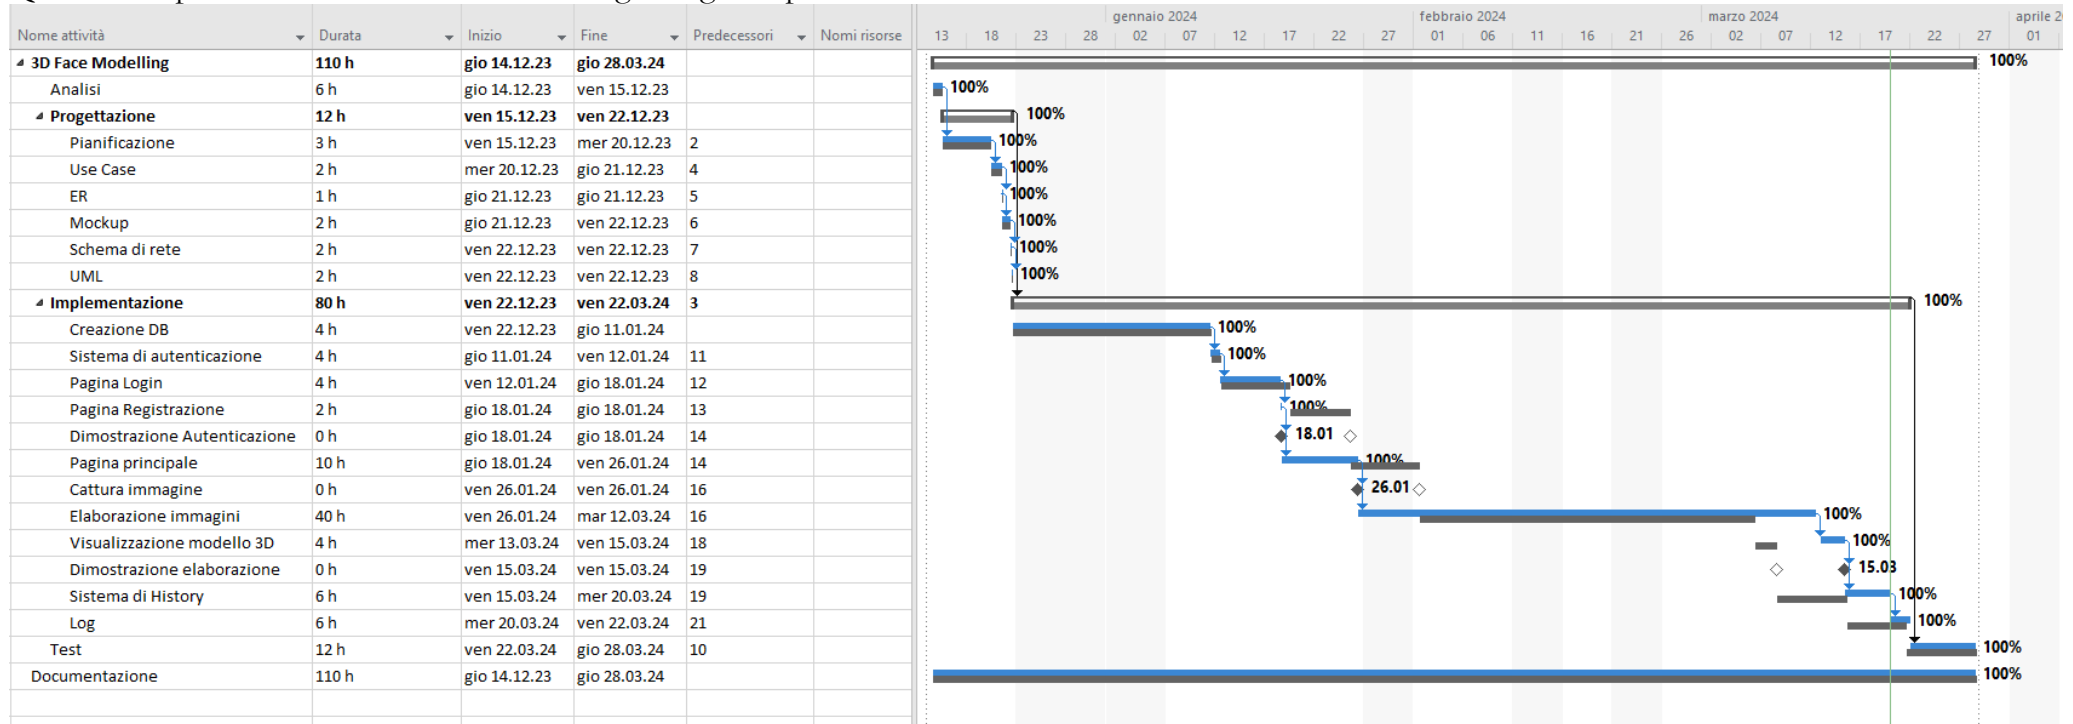 gennaio 2024 febbraio 2024 marzo 2024 aprile 2
Nome attività Durata Inizio Fine Predecessori Nomi risorse 13 18 23 28 02 07 12 17 22 27 01 06 11 16 21 26 02 07 12 17 22 27 01
3D Face Modelling 110 h gio 14.12.23 gio 28.03.24 100%
Analisi 6 h gio 14.12.23 ven 15.12.23 100%
Progettazione 12 h ven 15.12.23 ven 22.12.23 100%
Pianificazione 3 h ven 15.12.23 mer 20.12.23 2 100%
Use Case 2 h mer 20.12.23 gio 21.12.23 4 100%
ER 1 h gio 21.12.23 gio 21.12.23 5 100%
Mockup 2 h gio 21.12.23 ven 22.12.23 6 100%
Schema di rete 2 h ven 22.12.23 ven 22.12.23 7 100%
UML 2 h ven 22.12.23 ven 22.12.23 8 100%
Implementazione 80 h ven 22.12.23 ven 22.03.24 3 100%
Creazione DB 4 h ven 22.12.23 gio 11.01.24 100%
Sistema di autenticazione 4 h gio 11.01.24 ven 12.01.24 11 100%
Pagina Login 4 h ven 12.01.24 gio 18.01.24 12 100%
Pagina Registrazione 2 h gio 18.01.24 gio 18.01.24 13 100%
Dimostrazione Autenticazione 0 h gio 18.01.24 gio 18.01.24 14 18.01
Pagina principale 10 h gio 18.01.24 ven 26.01.24 14 100%
Cattura immagine 0 h ven 26.01.24 ven 26.01.24 16 26.01
Elaborazione immagini 40 h ven 26.01.24 mar 12.03.24 16 100%
Visualizzazione modello 3D 4 h mer 13.03.24 ven 15.03.24 18 100%
Dimostrazione elaborazione 0 h ven 15.03.24 ven 15.03.24 19 15.03
Sistema di History 6 h ven 15.03.24 mer 20.03.24 19 100%
Log 6 h mer 20.03.24 ven 22.03.24 21 100%
Test 12 h ven 22.03.24 gio 28.03.24 10 100%
Documentazione 110 h gio 14.12.23 gio 28.03.24 100%